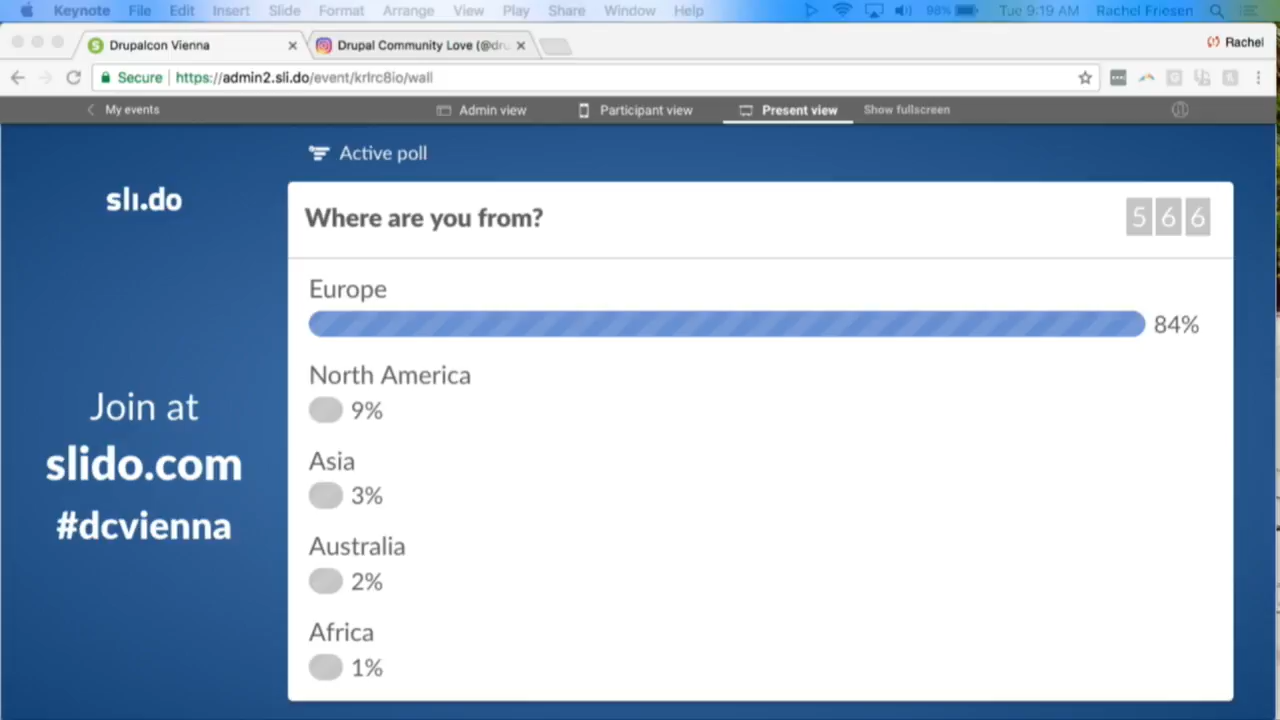 Keynote File Edit Insert Slide Format Arrange View Play Share Window Help 98% Tue 9:19 AM Rachel Friesen
Drupalcon Vienna × Drupal Community Love (@dru × Rachel
Secure https://admin2.sli.do/event/krlrc8io/wall
My events Admin view Participant view Present view Show fullscreen
Active poll
sli.do
Where are you from? 566
Europe
84%
North America
9%
Join at
slido.com
#dcvienna
Asia
3%
Australia
2%
Africa
1%